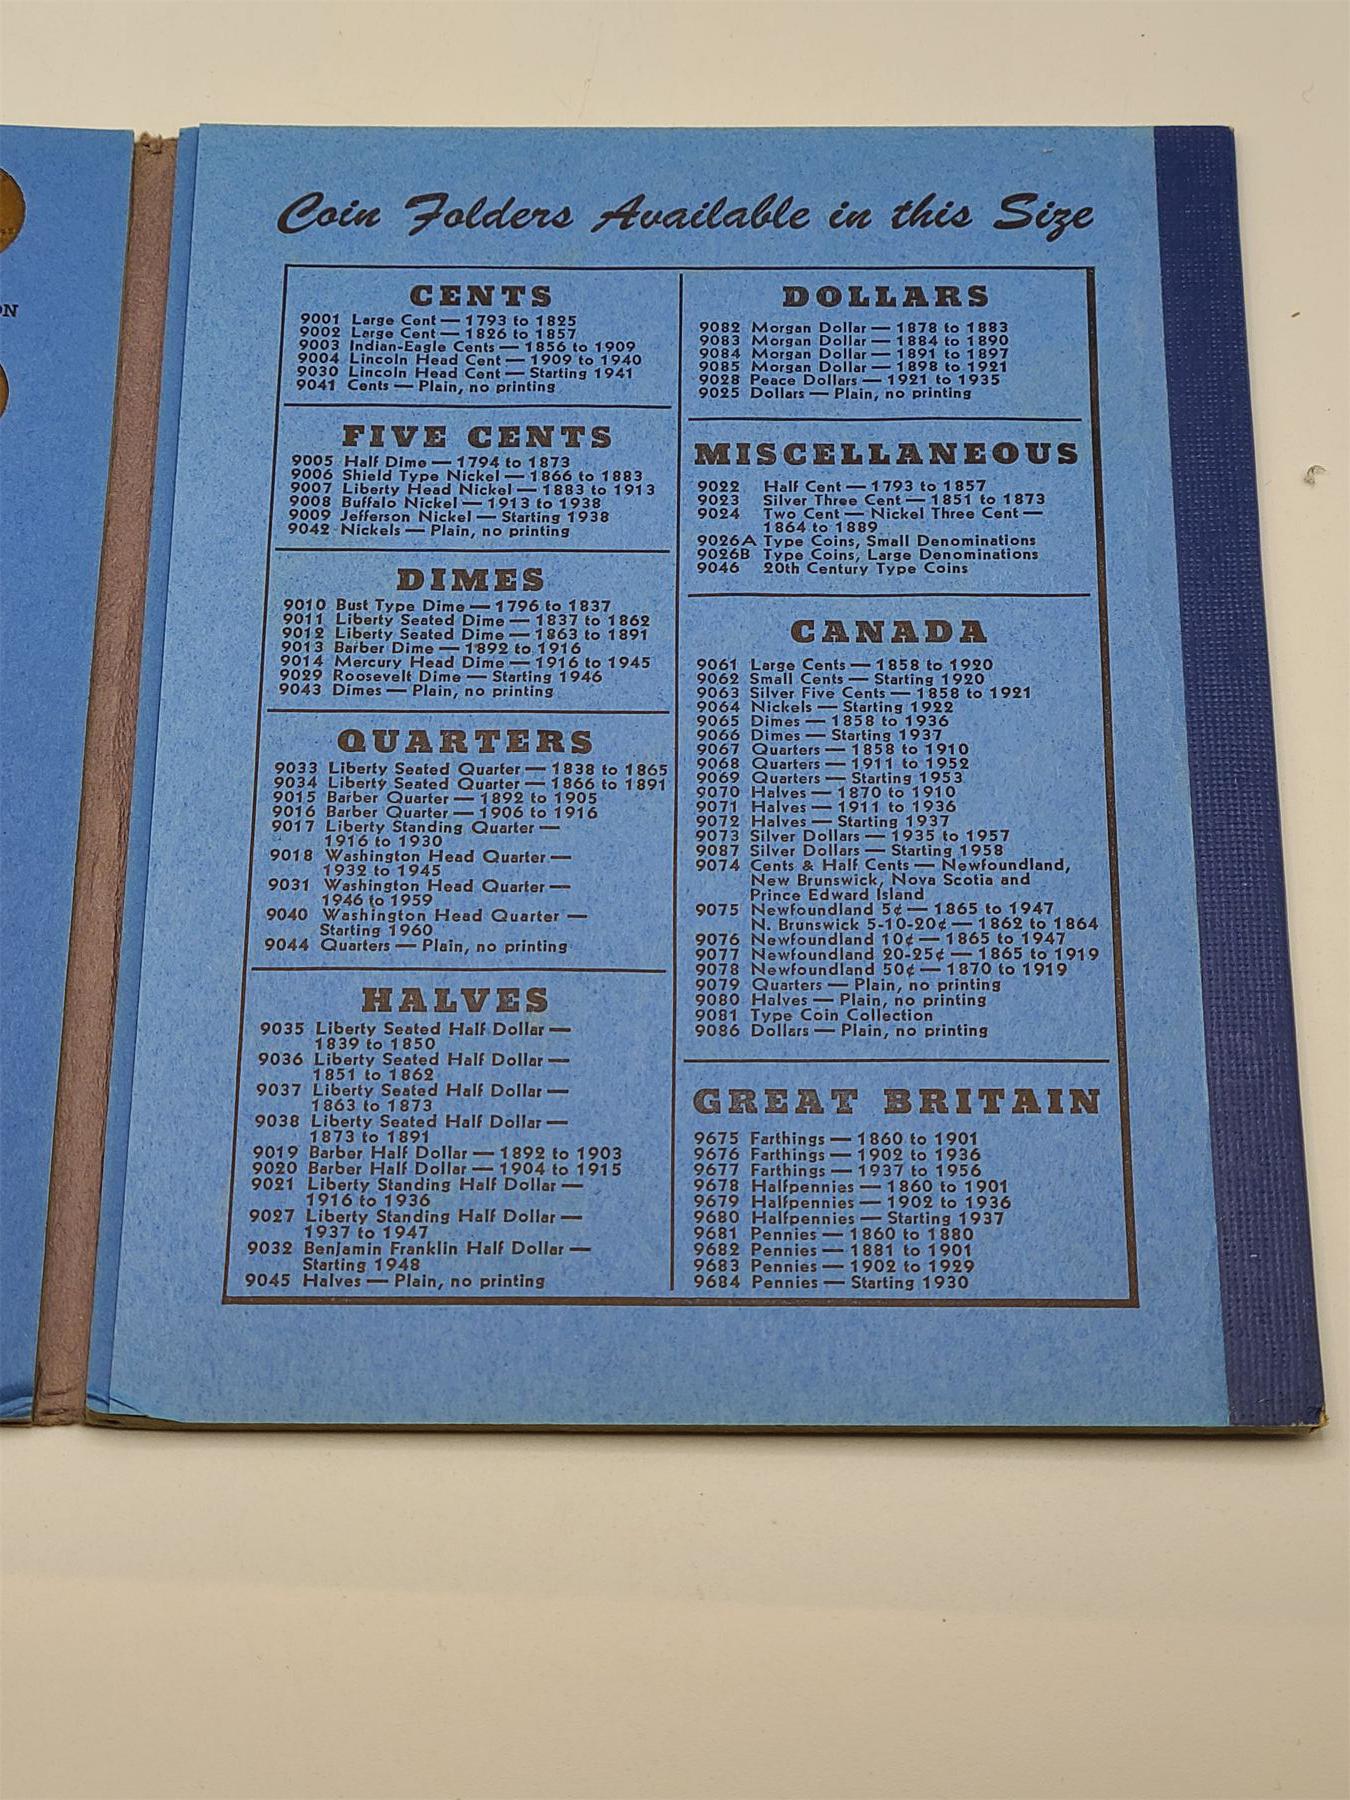 ON
Coin Folders Available in this Size
CENTS
9001 Large Cent — 1793 to 1825
9002 Large Cent — 1826 to 1857
9003 Indian-Eagle Cents — 1856 to 1909
9004 Lincoln Head Cent — 1909 to 1940
9030 Lincoln Head Cent — Starting 1941
9041 Cents — Plain, no printing
FIVE CENTS
9005 Half Dime — 1794 to 1873
9006 Shield Type Nickel — 1866 to 1883
9007 Liberty Head Nickel — 1883 to 1913
9008 Buffalo Nickel — 1913 to 1938
9009 Jefferson Nickel — Starting 1938
9042 Nickels — Plain, no printing
DIMES
9010 Bust Type Dime — 1796 to 1837
9011 Liberty Seated Dime — 1837 to 1862
9012 Liberty Seated Dime — 1863 to 1891
9013 Barber Dime — 1892 to 1916
9014 Mercury Head Dime — 1916 to 1945
9029 Roosevelt Dime — Starting 1946
9043 Dimes — Plain, no printing
QUARTERS
9033 Liberty Seated Quarter — 1838 to 1865
9034 Liberty Seated Quarter — 1866 to 1891
9015 Barber Quarter — 1892 to 1905
9016 Barber Quarter — 1906 to 1916
9017 Liberty Standing Quarter —
1916 to 1930
9018 Washington Head Quarter —
1932 to 1945
9031 Washington Head Quarter —
1946 to 1959
9040 Washington Head Quarter —
Starting 1960
9044 Quarters — Plain, no printing
HALVES
9035 Liberty Seated Half Dollar —
1839 to 1850
9036 Liberty Seated Half Dollar —
1851 to 1862
9037 Liberty Seated Half Dollar —
1863 to 1873
9038 Liberty Seated Half Dollar —
1873 to 1891
9019 Barber Half Dollar — 1892 to 1903
9020 Barber Half Dollar — 1904 to 1915
9021 Liberty Standing Half Dollar —
1916 to 1936
9027 Liberty Standing Half Dollar —
1937 to 1947
9032 Benjamin Franklin Half Dollar —
Starting 1948
9045 Halves — Plain, no printing
DOLLARS
9082 Morgan Dollar — 1878 to 1883
9083 Morgan Dollar — 1884 to 1890
9084 Morgan Dollar — 1891 to 1897
9085 Morgan Dollar — 1898 to 1921
9028 Peace Dollars — 1921 to 1935
9025 Dollars — Plain, no printing
MISCELLANEOUS
9022 Half Cent — 1793 to 1857
9023 Silver Three Cent — 1851 to 1873
9024 Two Cent — Nickel Three Cent —
1864 to 1889
9026A Type Coins, Small Denominations
9026B Type Coins, Large Denominations
9046 20th Century Type Coins
CANADA
9061 Large Cents — 1858 to 1920
9062 Small Cents — Starting 1920
9063 Silver Five Cents — 1858 to 1921
9064 Nickels — Starting 1922
9065 Dimes — 1858 to 1936
9066 Dimes — Starting 1937
9067 Quarters — 1858 to 1910
9068 Quarters — 1911 to 1952
9069 Quarters — Starting 1953
9070 Halves — 1870 to 1910
9071 Halves — 1911 to 1936
9072 Halves — Starting 1937
9073 Silver Dollars — 1935 to 1957
9087 Silver Dollars — Starting 1958
9074 Cents & Half Cents — Newfoundland,
New Brunswick, Nova Scotia and
Prince Edward Island
9075 Newfoundland 5¢ — 1865 to 1947
N. Brunswick 5-10-20¢ — 1862 to 1864
9076 Newfoundland 10¢ — 1865 to 1947
9077 Newfoundland 20-25¢ — 1865 to 1919
9078 Newfoundland 50¢ — 1870 to 1919
9079 Quarters — Plain, no printing
9080 Halves — Plain, no printing
9081 Type Coin Collection
9086 Dollars — Plain, no printing
GREAT BRITAIN
9675 Farthings — 1860 to 1901
9676 Farthings — 1902 to 1936
9677 Farthings — 1937 to 1956
9678 Halfpennies — 1860 to 1901
9679 Halfpennies — 1902 to 1936
9680 Halfpennies — Starting 1937
9681 Pennies — 1860 to 1880
9682 Pennies — 1881 to 1901
9683 Pennies — 1902 to 1929
9684 Pennies — Starting 1930